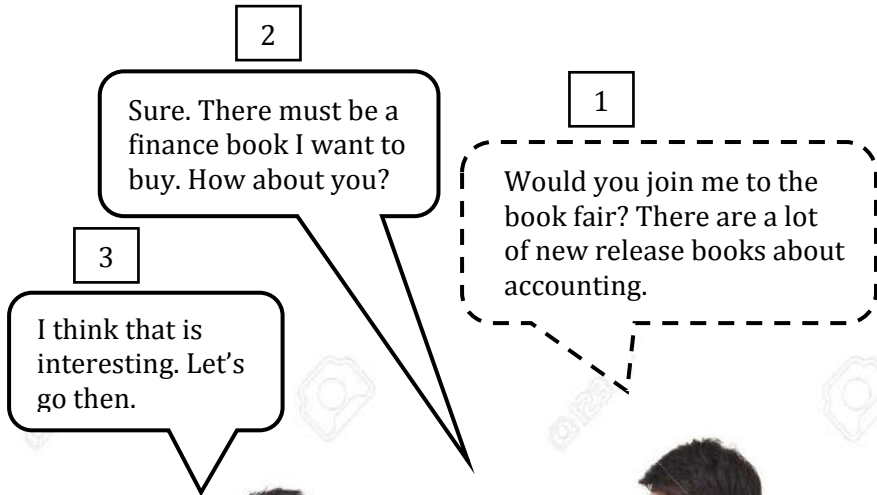 2
Sure. There must be a
finance book I want to
buy. How about you?
1
Would you join me to the
book fair? There are a lot
of new release books about
accounting.
3
I think that is
interesting. Let's
go then.